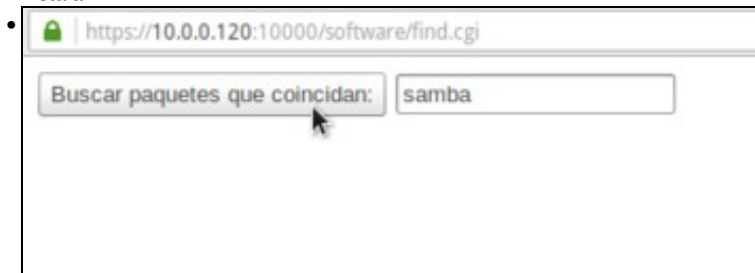 https://10.0.0.120:10000/software/find.cgi
Buscar paquetes que coincidan: samba